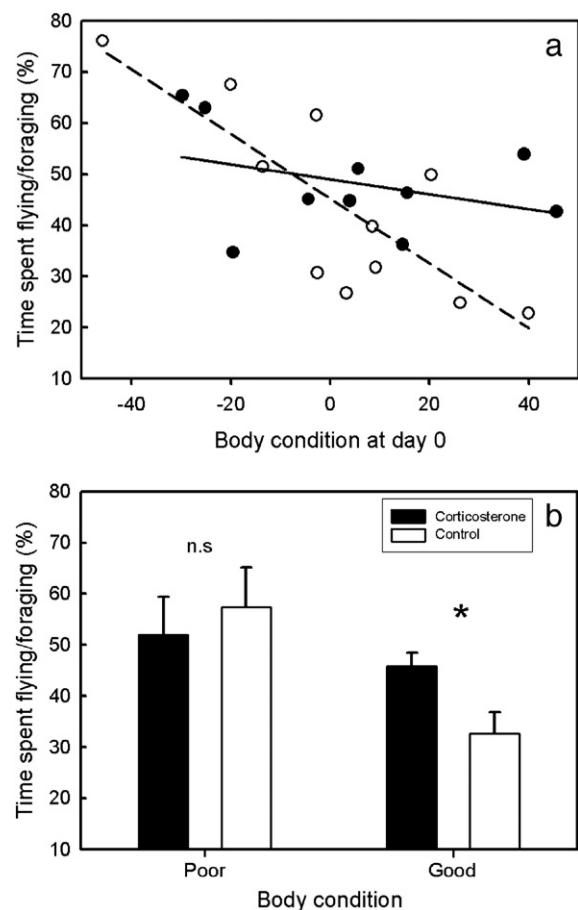 a
Time spent flying/foraging (%)
80
70
60
50
40
30
20
10
-40 -20 0 20 40
Body condition at day 0
b
Time spent flying/foraging (%)
80
70
60
50
40
30
20
10
Corticosterone
Control
n.s
*
Poor Good
Body condition